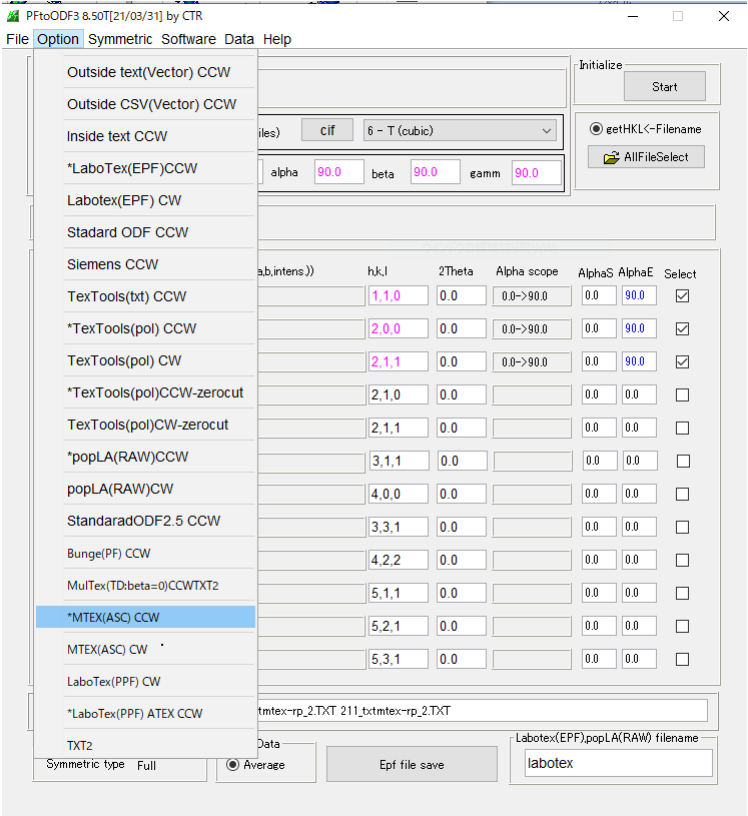 PFtoODF3 8.50T[21/03/31] by CTR
File Option Symmetric Software Data Help
Outside text(Vector) CCW
Outside CSV(Vector) CCW
Inside text CCW
*LaboTex(EPF)CCW
Labotex(EPF) CW
Stadard ODF CCW
Siemens CCW
TexTools(txt) CCW
*TexTools(pol) CCW
TexTools(pol) CW
*TexTools(pol)CCW-zerocut
TexTools(pol)CW-zerocut
*popLA(RAW)CCW
popLA(RAW)CW
StandaradODF2.5 CCW
Bunge(PF) CCW
MulTex(TD:beta=0)CCWTXT2
*MTEX(ASC) CCW
MTEX(ASC) CW
LaboTex(PPF) CW
*LaboTex(PPF) ATEX CCW
TXT2
Initialize
Start
iles) cif 6 - T (cubic)
getHKL<-Filename
AllFileSelect
alpha 90.0 beta 90.0 gamm 90.0
a,b,intens.)) h,k,l 2Theta Alpha scope AlphaS AlphaE Select
1,1,0 0.0 0.0->90.0 0.0 90.0
2,0,0 0.0 0.0->90.0 0.0 90.0
2,1,1 0.0 0.0->90.0 0.0 90.0
2,1,0 0.0 0.0 0.0
2,1,1 0.0 0.0 0.0
3,1,1 0.0 0.0 0.0
4,0,0 0.0 0.0 0.0
3,3,1 0.0 0.0 0.0
4,2,2 0.0 0.0 0.0
5,1,1 0.0 0.0 0.0
5,2,1 0.0 0.0 0.0
5,3,1 0.0 0.0 0.0
tmtex-rp_2.TXT 211_txtmtex-rp_2.TXT
Symmetric type Full
Data
Average
Epf file save
Labotex(EPF),popLA(RAW) filename
labotex